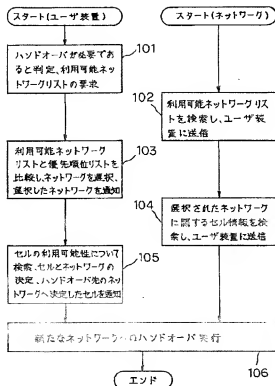 スタート(ユーザ装置)
スタート(ネットワーク)
101
ハンドオーバが必要であ
ると判定、利用可能ネッ
トワークリストの要求
102
利用可能ネットワークリス
トを検索し、ユーザ装
置に送信
利用可能ネットワーク
リストと優先順位リストを
比較し、ネットワークを選択、
選択したネットワークを通知
103
104
選択されたネットワーク
に関するセル情報を検
索し、ユーザ装置に送信
セルの利用可能性について
検索、セルとネットワークの
決定、ハンドオーバ先のネッ
トワークへ決定したセルを通知
105
新たなネットワークへのハンドオーバ実行
106
エンド